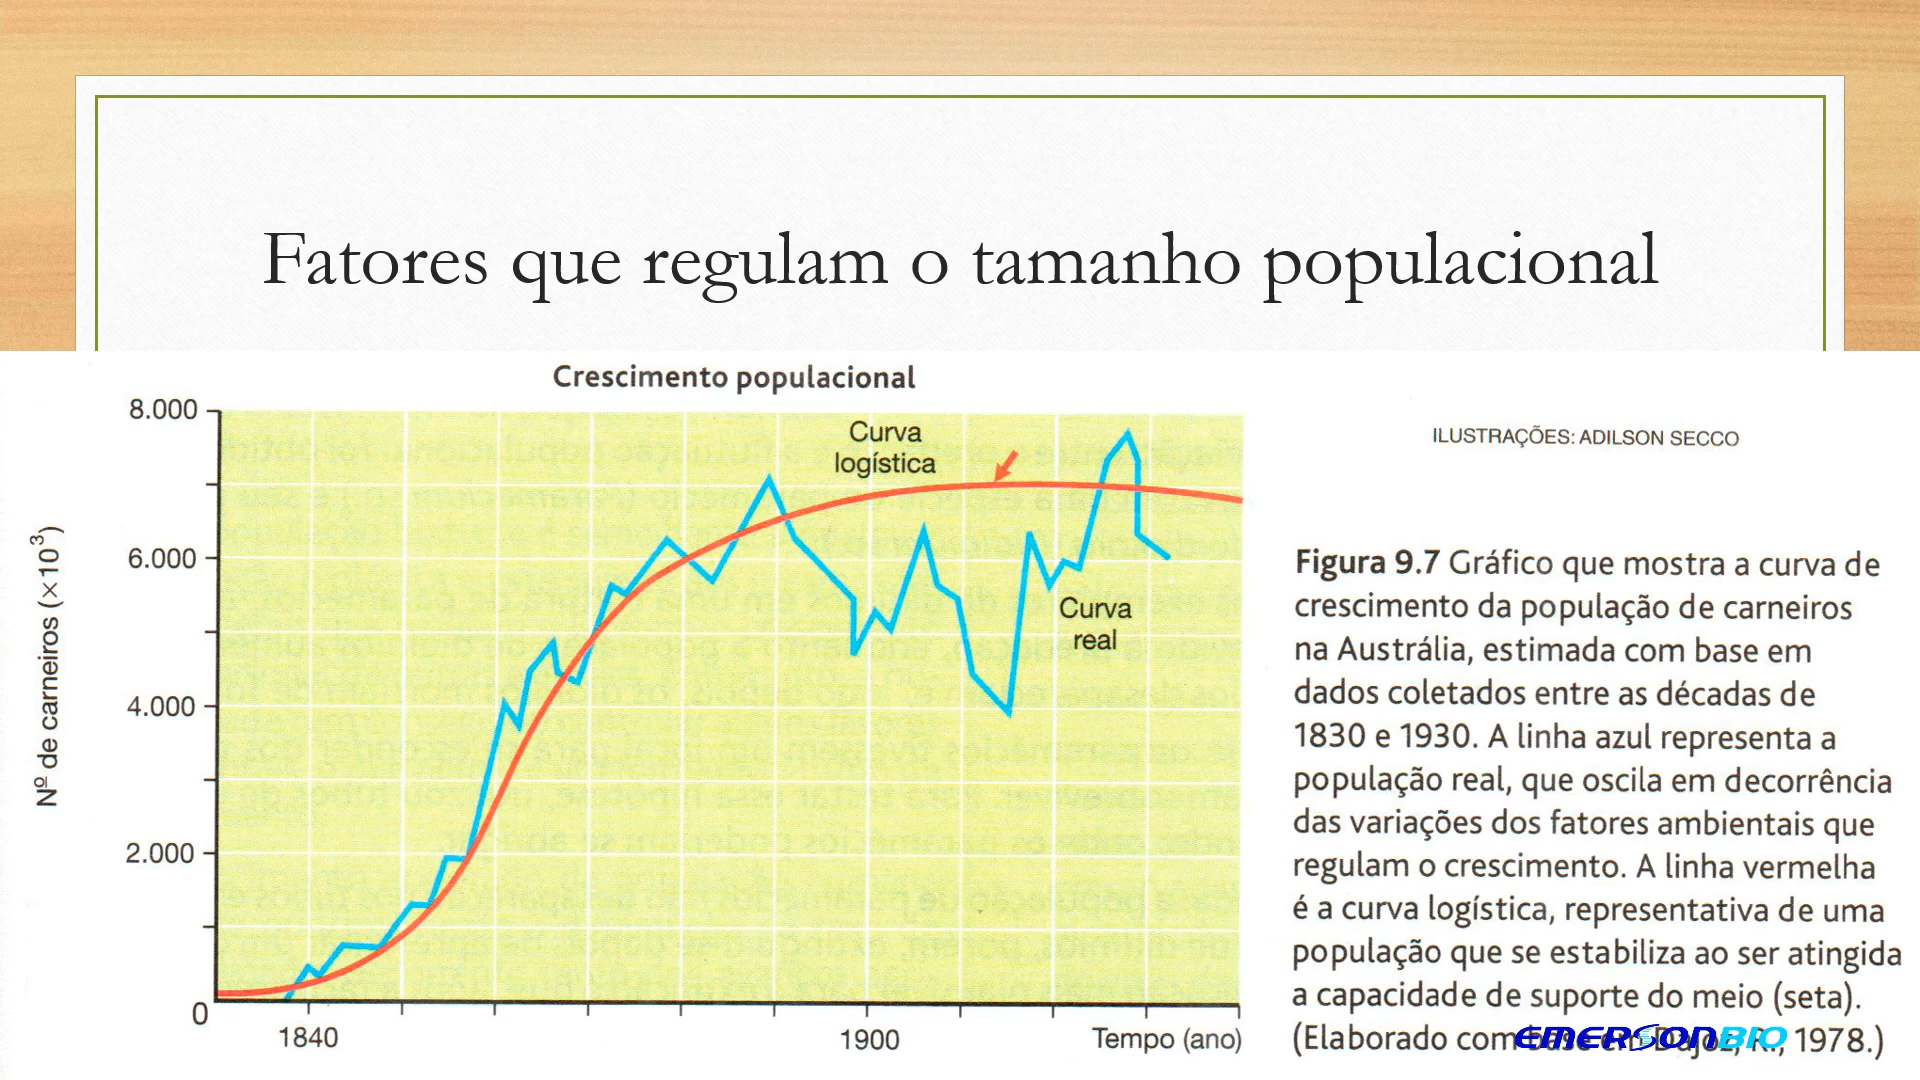 Fatores que regulam o tamanho populacional
Crescimento populacional
8.000
6.000
4.000
2.000
0
Nº de carneiros (×10³)
Curva
logística
Curva
real
1840
1900
Tempo (ano)
ILUSTRAÇÕES: ADILSON SECCO
Figura 9.7 Gráfico que mostra a curva de
crescimento da população de carneiros
na Austrália, estimada com base em
dados coletados entre as décadas de
1830 e 1930. A linha azul representa a
população real, que oscila em decorrência
das variações dos fatores ambientais que
regulam o crescimento. A linha vermelha
é a curva logística, representativa de uma
população que se estabiliza ao ser atingida
a capacidade de suporte do meio (seta).
(Elaborado com base em Dajoz, R., 1978.)
EMERSONBIO